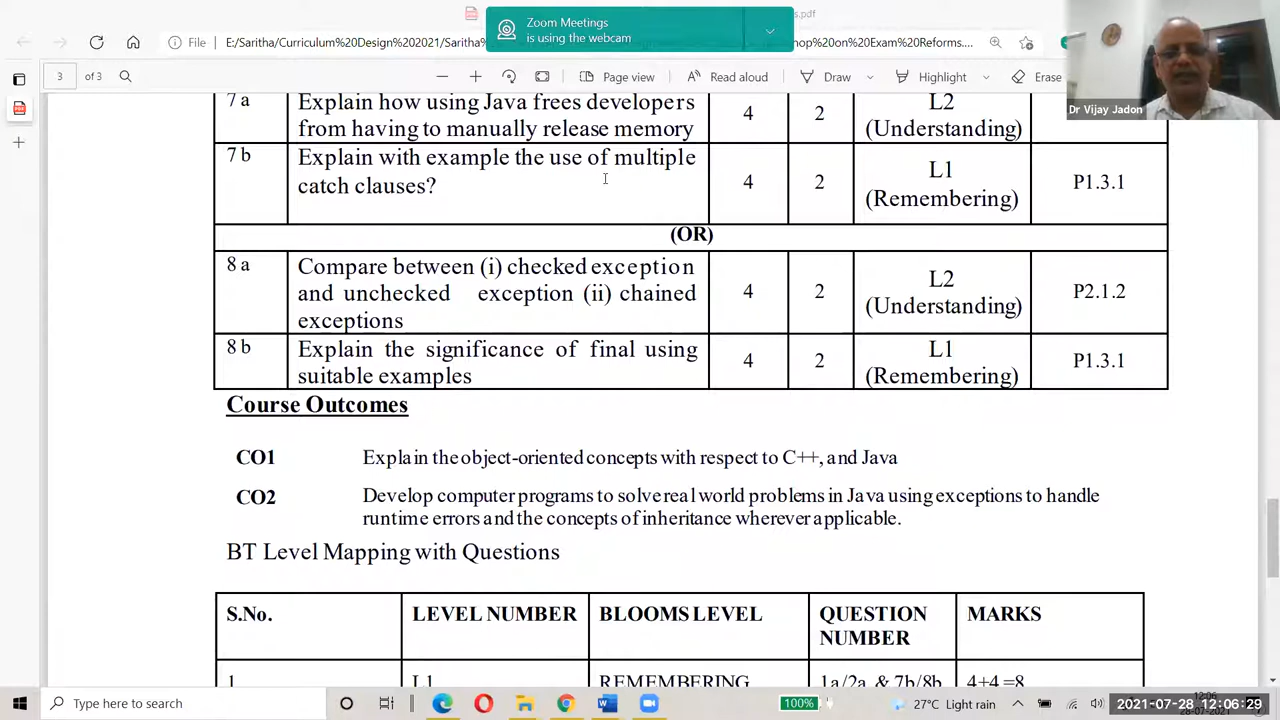 Zoom Meetings
is using the webcam
.pdf
File
E:/Saritha/Curriculum%20Design%202021/Saritha%
hop%20on%20Exam%20Reforms....
Dr Vijay Jadon
3 of 3
Page view
Read aloud
Draw
Highlight
Erase
7 a Explain how using Java frees developers 4 2 L2
from having to manually release memory (Understanding)
7 b Explain with example the use of multiple 4 2 L1 P1.3.1
catch clauses? (Remembering)
(OR)
8 a Compare between (i) checked exception 4 2 L2 P2.1.2
and unchecked exception (ii) chained (Understanding)
exceptions
8 b Explain the significance of final using 4 2 L1 P1.3.1
suitable examples (Remembering)
Course Outcomes
CO1 Explain the object-oriented concepts with respect to C++, and Java
CO2 Develop computer programs to solve real world problems in Java using exceptions to handle
runtime errors and the concepts of inheritance wherever applicable.
BT Level Mapping with Questions
S.No. LEVEL NUMBER BLOOMS LEVEL QUESTION MARKS
NUMBER
1 L1 REMEMBERING 1a/2a & 7b/8b 4+4 =8
Type here to search
100%
27°C Light rain
12:06
2021-07-28 12:06:29